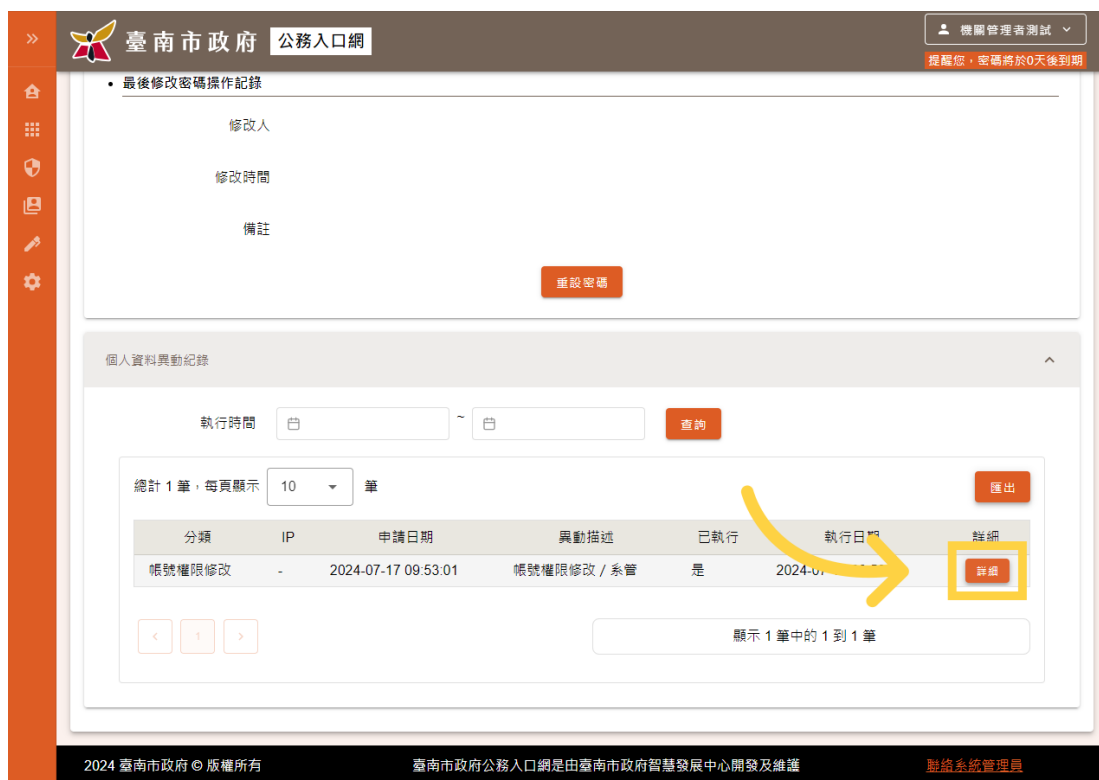 臺南市政府 公務入口網
機關管理者測試
提醒您，密碼將於0天後到期
最後修改密碼操作記錄
修改人
修改時間
備註
重設密碼
個人資料異動紀錄
執行時間 ~ 查詢
總計 1 筆，每頁顯示 10 筆 匯出
分類 IP 申請日期 異動描述 已執行 執行日期 詳細
帳號權限修改 - 2024-07-17 09:53:01 帳號權限修改 / 系管 是 詳細
< 1 > 顯示 1 筆中的 1 到 1 筆
2024 臺南市政府 © 版權所有 臺南市政府公務入口網是由臺南市政府智慧發展中心開發及維護 聯絡系統管理員